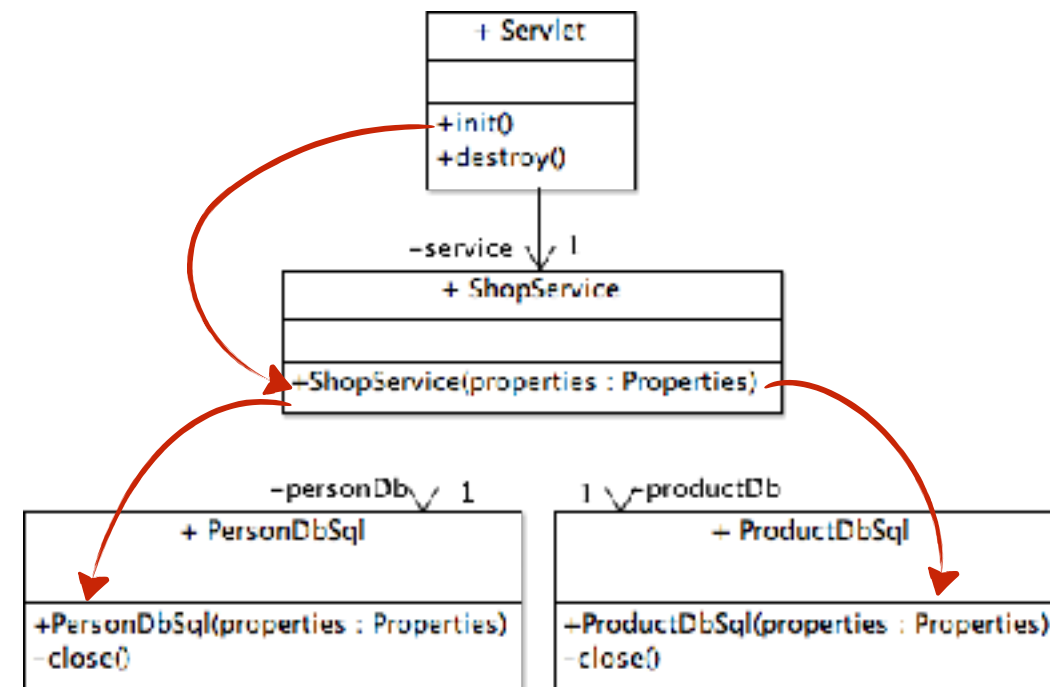 + Servlet
+init()
+destroy()
-service 1
+ ShopService
+ShopService(properties : Properties)
-personDb 1
1 -productDb
+ PersonDbSql
+ ProductDbSql
+PersonDbSql(properties : Properties)
-close()
+ProductDbSql(properties : Properties)
-close()